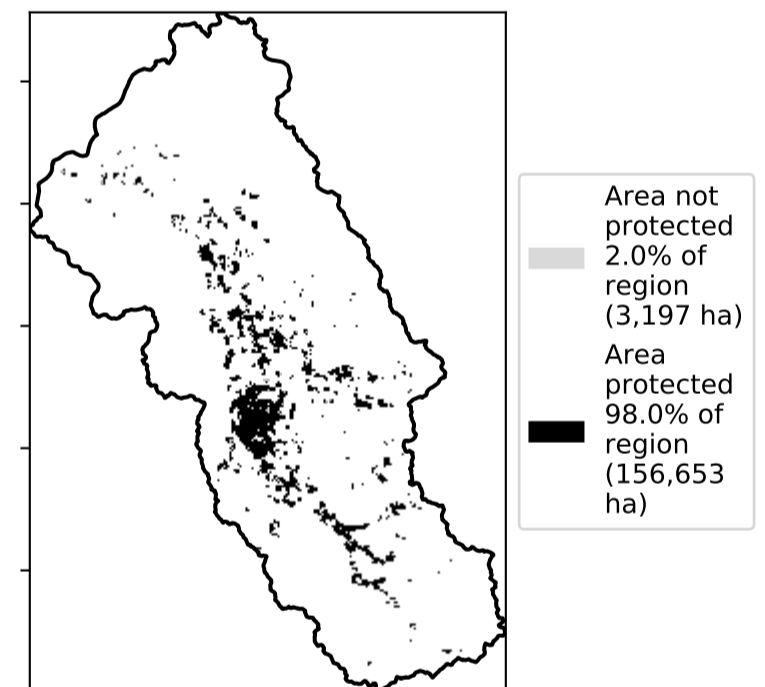 Area not
protected
2.0% of
region
(3,197 ha)
Area
protected
98.0% of
region
(156,653
ha)